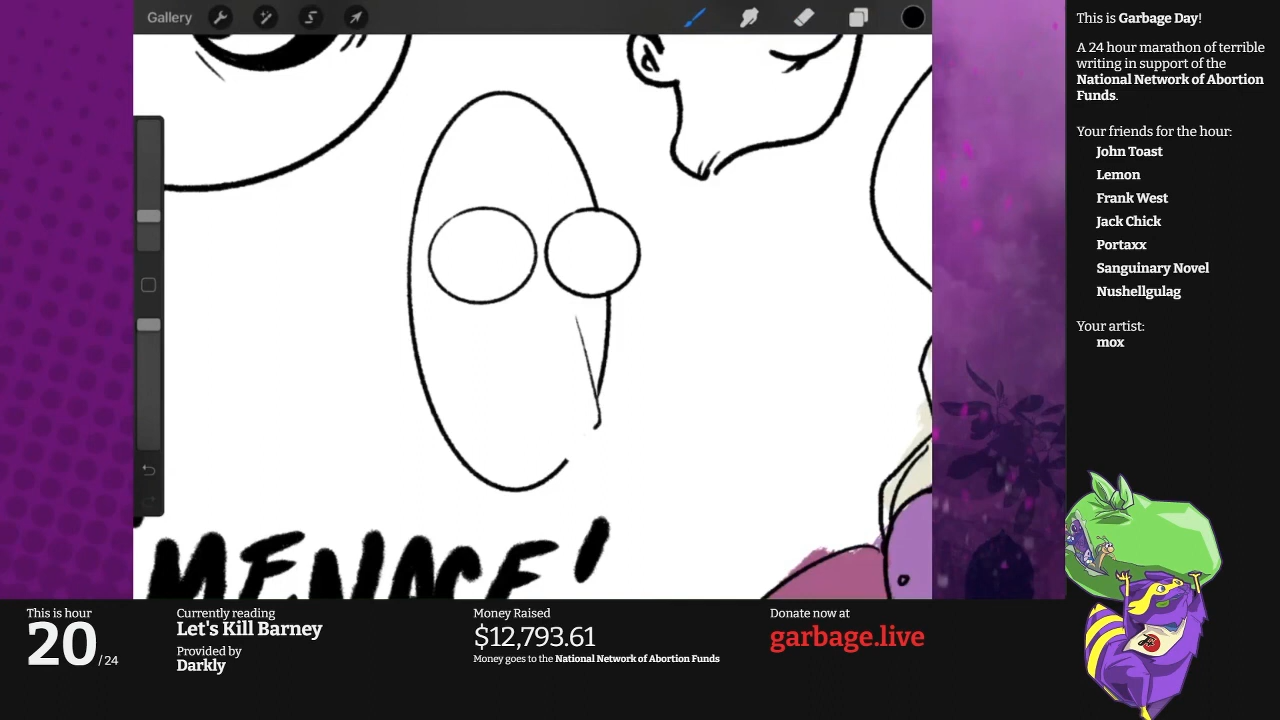 Gallery
This is Garbage Day!
A 24 hour marathon of terrible
writing in support of the
National Network of Abortion
Funds.
Your friends for the hour:
John Toast
Lemon
Frank West
Jack Chick
Portaxx
Sanguinary Novel
Nushellgulag
Your artist:
mox
MENACE!
This is hour
20/24
Currently reading
Let's Kill Barney
Provided by
Darkly
Money Raised
$12,793.61
Money goes to the National Network of Abortion Funds
Donate now at
garbage.live